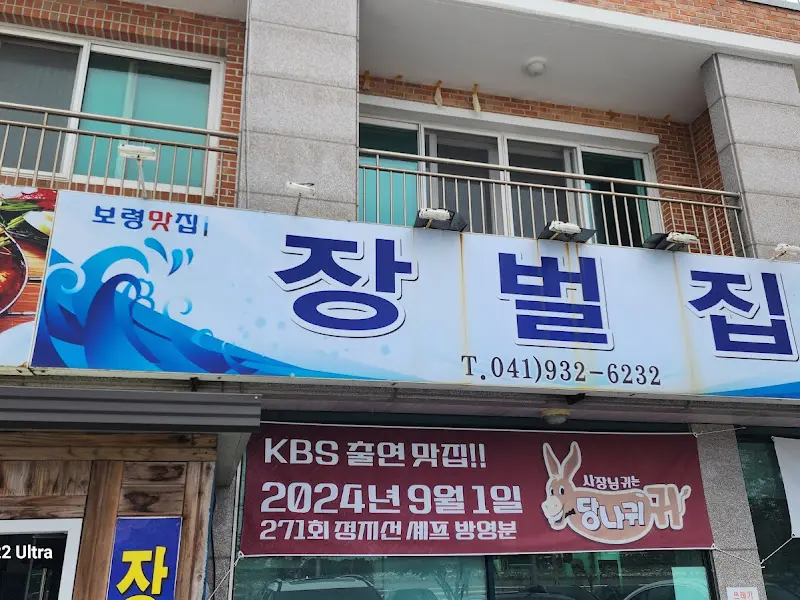 보령맛집
장벌집
T.041)932-6232
KBS 출연 맛집!!
2024년 9월 1일
271회 정지선 셰프 방영분
사장님 귀는
당나귀 귀
장
22 Ultra